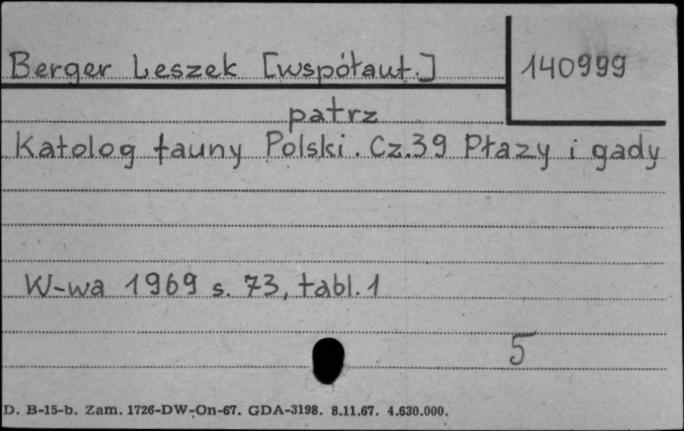 Berger Leszek [współaut.] 140999
patrz
Katolog fauny Polski. Cz.39 Płazy i gady
W-wa 1969 s. 73, tabl. 1
5
D. B-15-b. Zam. 1726-DW-On-67. GDA-3198. 8.11.67. 4.630.000.